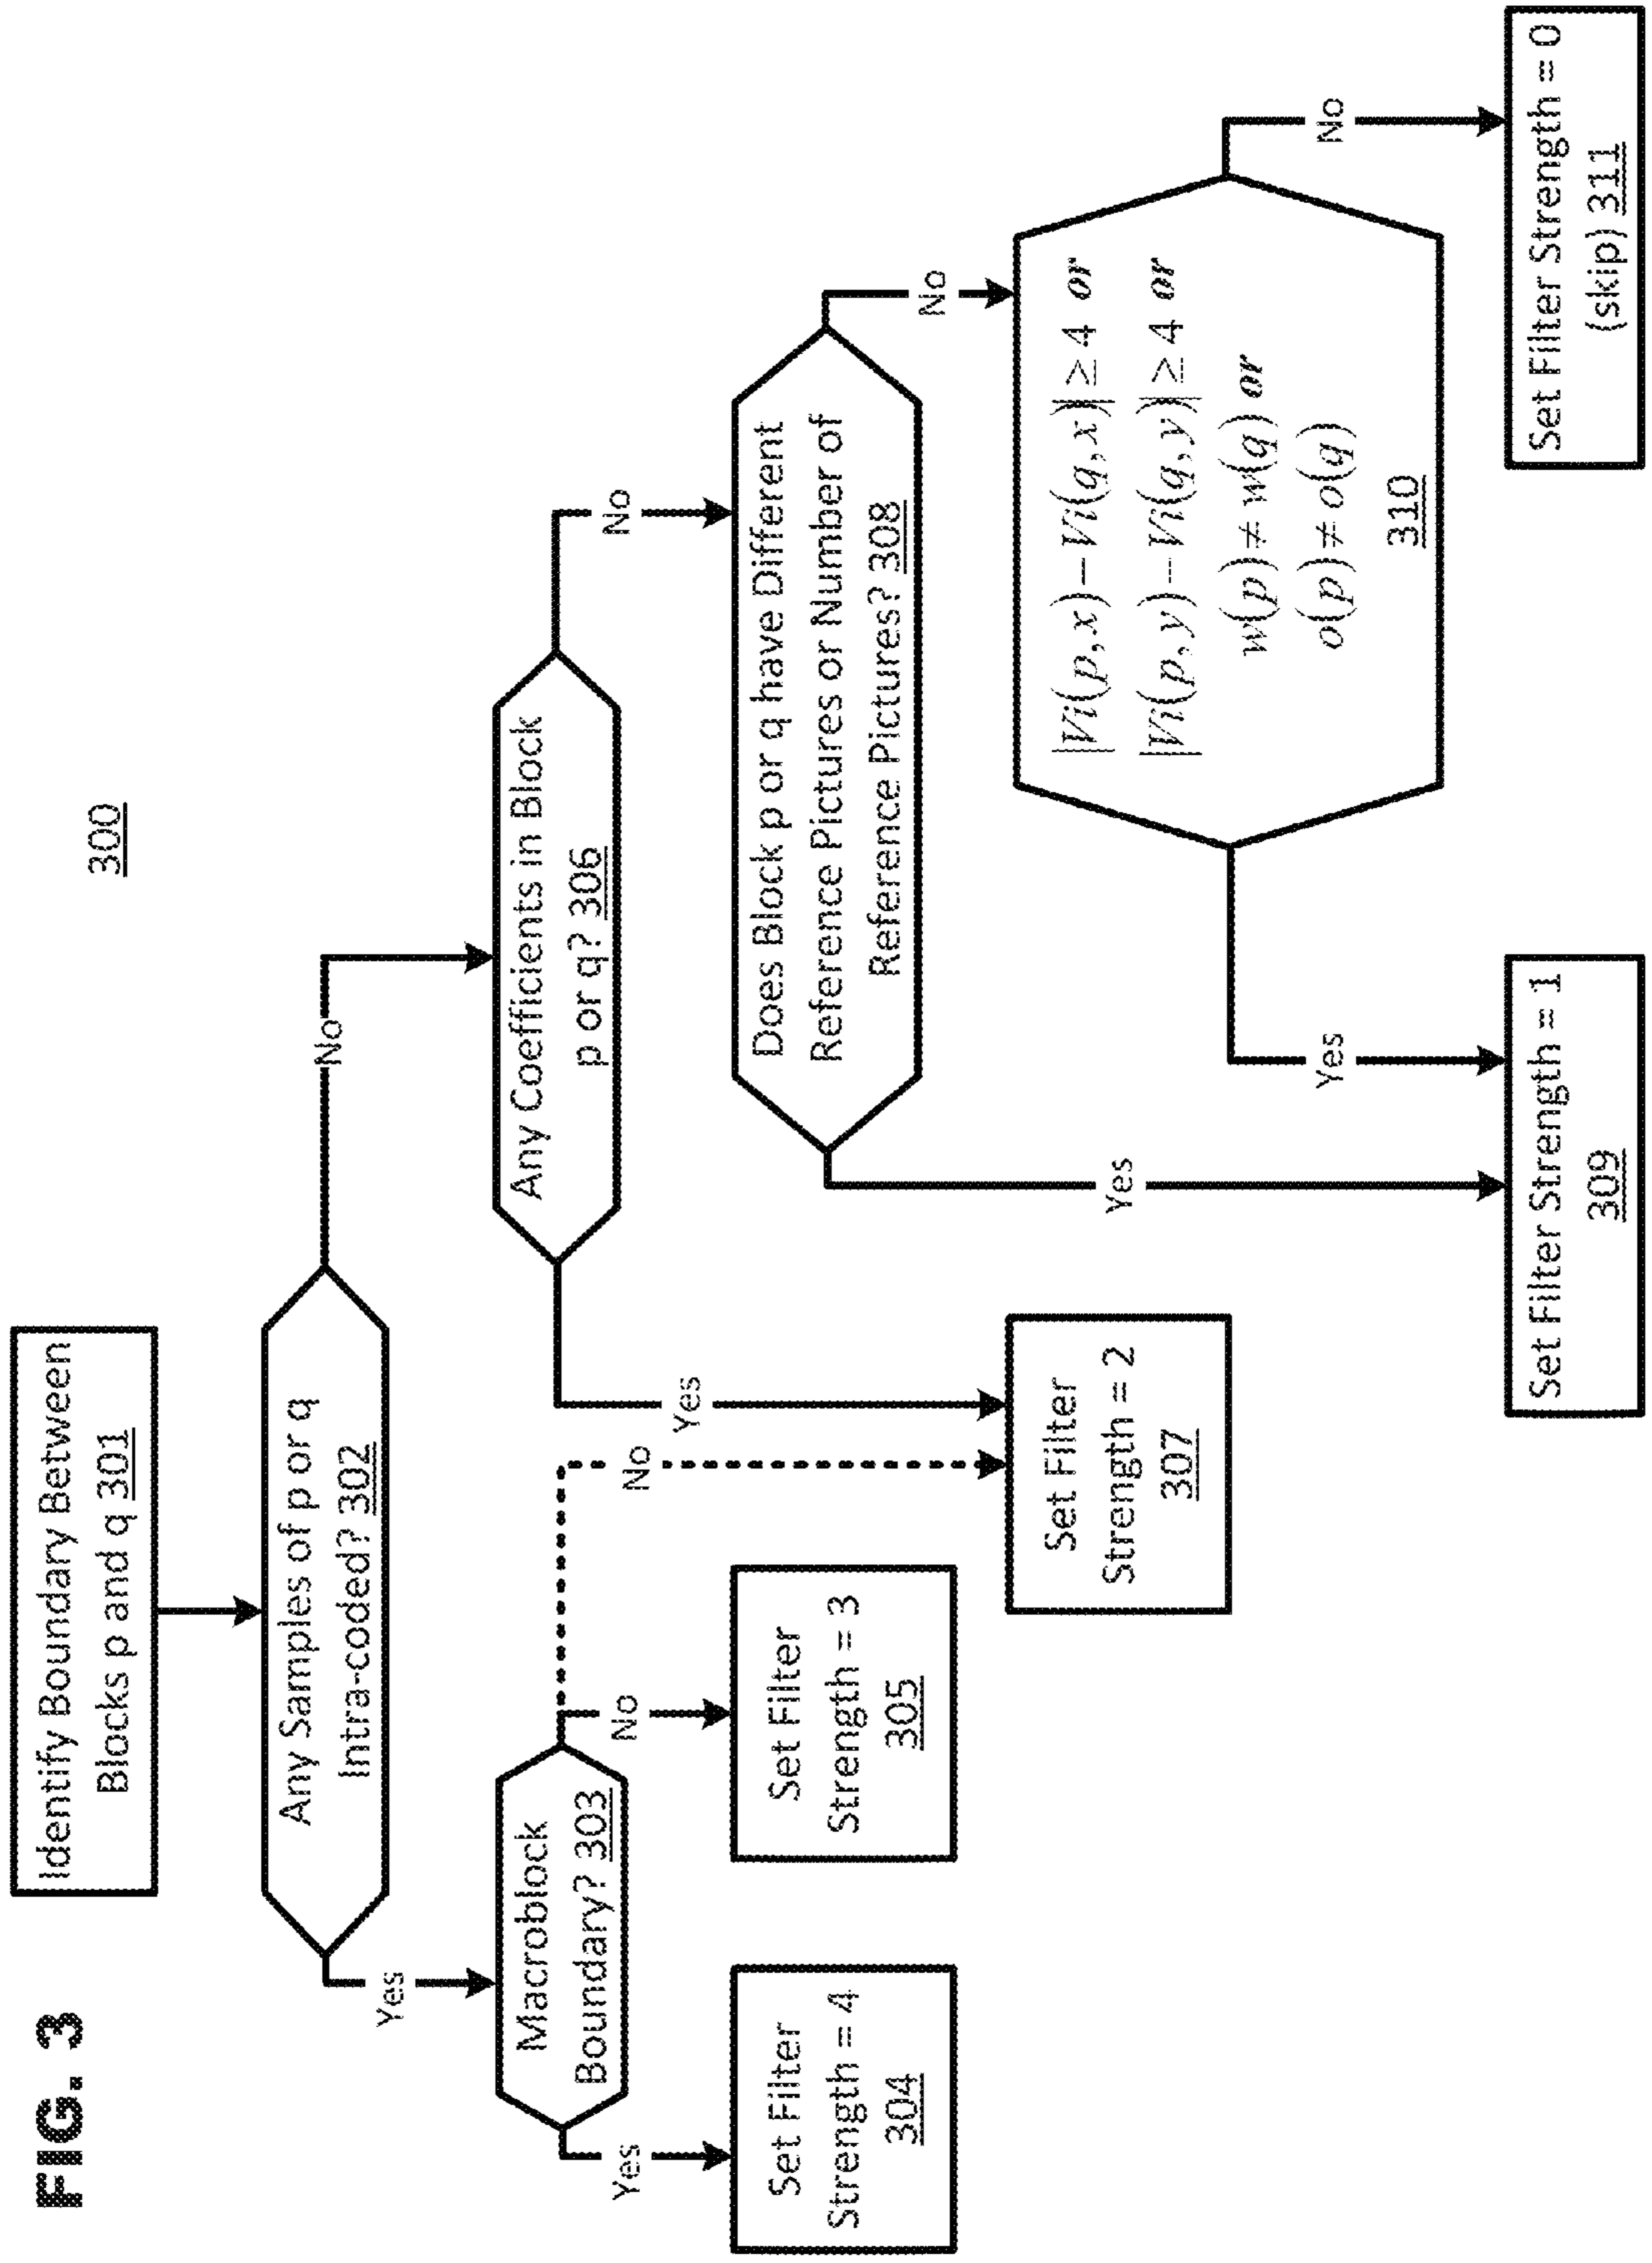 FIG. 3
300
Identify Boundary Between
Blocks p and q 301
Any Samples of p or q
Intra-coded? 302
Yes
No
Macroblock
Boundary? 303
Any Coefficients in Block
p or q? 306
Yes
No
No
Yes
No
Set Filter
Strength = 4
304
Set Filter
Strength = 3
305
Does Block p or q have Different
Reference Pictures or Number of
Reference Pictures? 308
Set Filter
Strength = 2
307
Yes
No
|Vi(p,x)−Vi(q,x)| ≥ 4 or
|Vi(p,y)−Vi(q,y)| ≥ 4 or
w(p) ≠ w(q) or
o(p) ≠ o(q)
310
Yes
No
Set Filter Strength = 1
309
Set Filter Strength = 0
(skip) 311